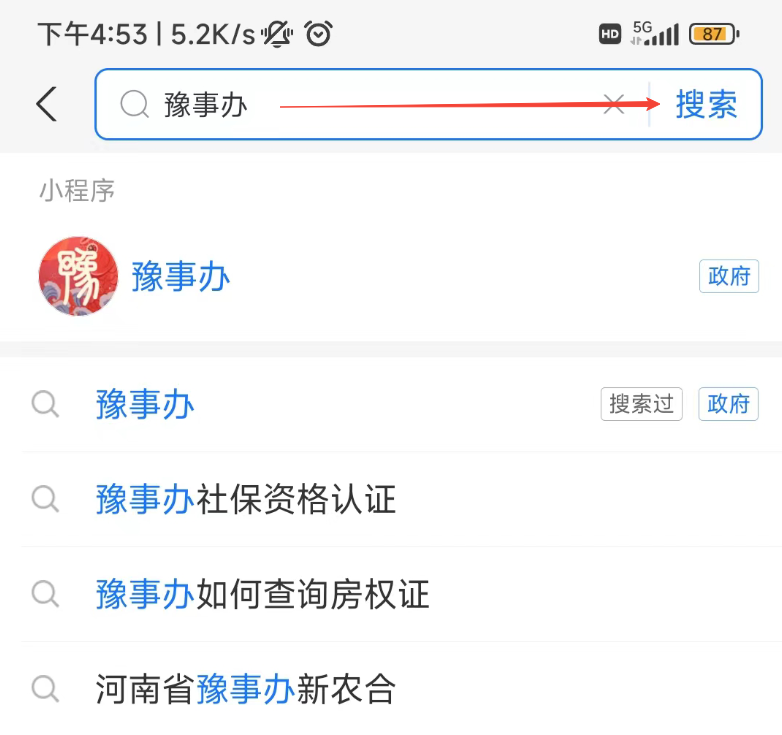 下午4:53 | 5.2K/s HD 5G 87
豫事办 搜索
小程序
豫
豫事办 政府
豫事办 搜索过 政府
豫事办社保资格认证
豫事办如何查询房权证
河南省豫事办新农合